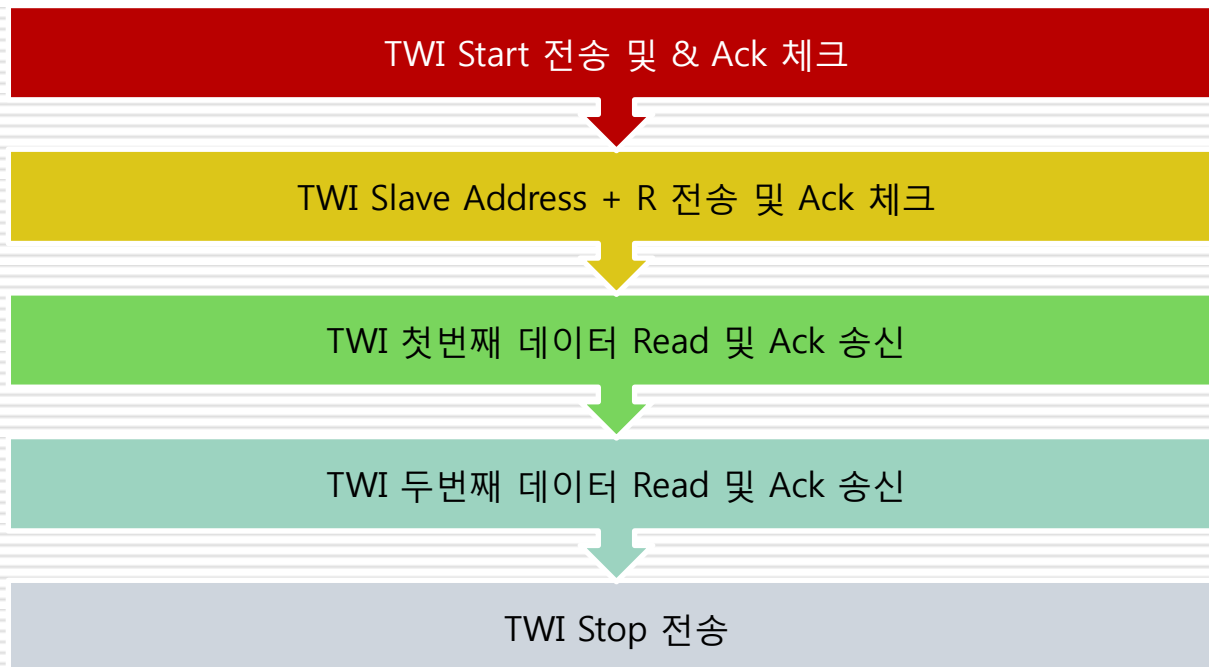 TWI Start 전송 및 & Ack 체크
TWI Slave Address + R 전송 및 Ack 체크
TWI 첫번째 데이터 Read 및 Ack 송신
TWI 두번째 데이터 Read 및 Ack 송신
TWI Stop 전송